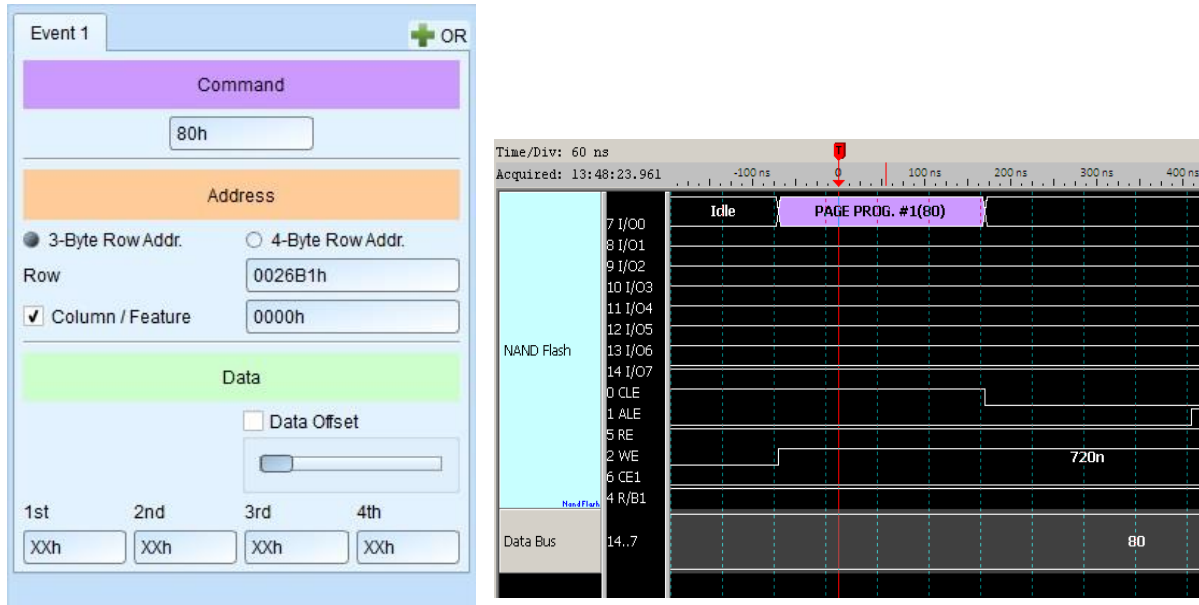 Event 1
OR
Command
80h
Address
3-Byte Row Addr.
4-Byte Row Addr.
Row
0026B1h
Column / Feature
0000h
Data
Data Offset
1st 2nd 3rd 4th
XXh XXh XXh XXh
Time/Div: 60 ns
T
Acquired: 13:48:23.961
-100 ns 0 100 ns 200 ns 300 ns 400 ns
Idle PAGE PROG. #1(80)
7 I/O0
8 I/O1
9 I/O2
10 I/O3
11 I/O4
12 I/O5
NAND Flash
13 I/O6
14 I/O7
0 CLE
1 ALE
5 RE
2 WE
720n
6 CE1
4 R/B1
NandFlash
Data Bus
14..7
80